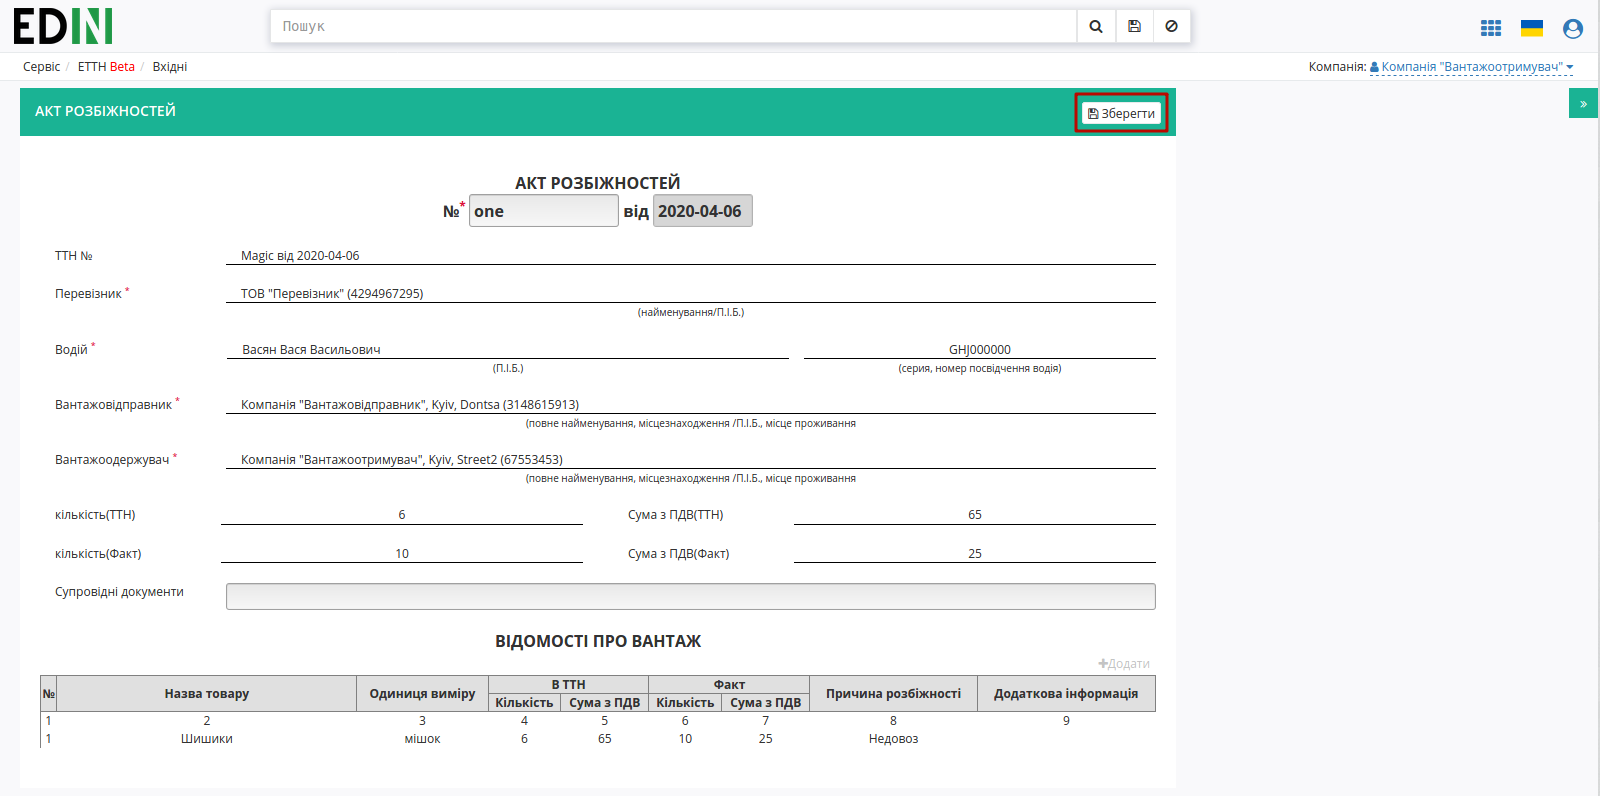 EDIN
Пошук
Сервіс / ЕТТН Beta / Вхідні
Компанія: Компанія "Вантажоотримувач"
АКТ РОЗБІЖНОСТЕЙ
Зберегти
»
АКТ РОЗБІЖНОСТЕЙ
№* one від 2020-04-06
ТТН № Magic від 2020-04-06
Перевізник * ТОВ "Перевізник" (4294967295)
(найменування/П.І.Б.)
Водій * Васян Вася Васильович GHJ000000
(П.І.Б.) (серия, номер посвідчення водія)
Вантажовідправник * Компанія "Вантажовідправник", Kyiv, Dontsa (3148615913)
(повне найменування, місцезнаходження /П.І.Б., місце проживання
Вантажоодержувач * Компанія "Вантажоотримувач", Kyiv, Street2 (67553453)
(повне найменування, місцезнаходження /П.І.Б., місце проживання
кількість(ТТН) 6 Сума з ПДВ(ТТН) 65
кількість(Факт) 10 Сума з ПДВ(Факт) 25
Супровідні документи
ВІДОМОСТІ ПРО ВАНТАЖ
+Додати
№ Назва товару Одиниця виміру В ТТН Факт Причина розбіжності Додаткова інформація
Кількість Сума з ПДВ Кількість Сума з ПДВ
1 2 3 4 5 6 7 8 9
1 Шишики мішок 6 65 10 25 Недовоз